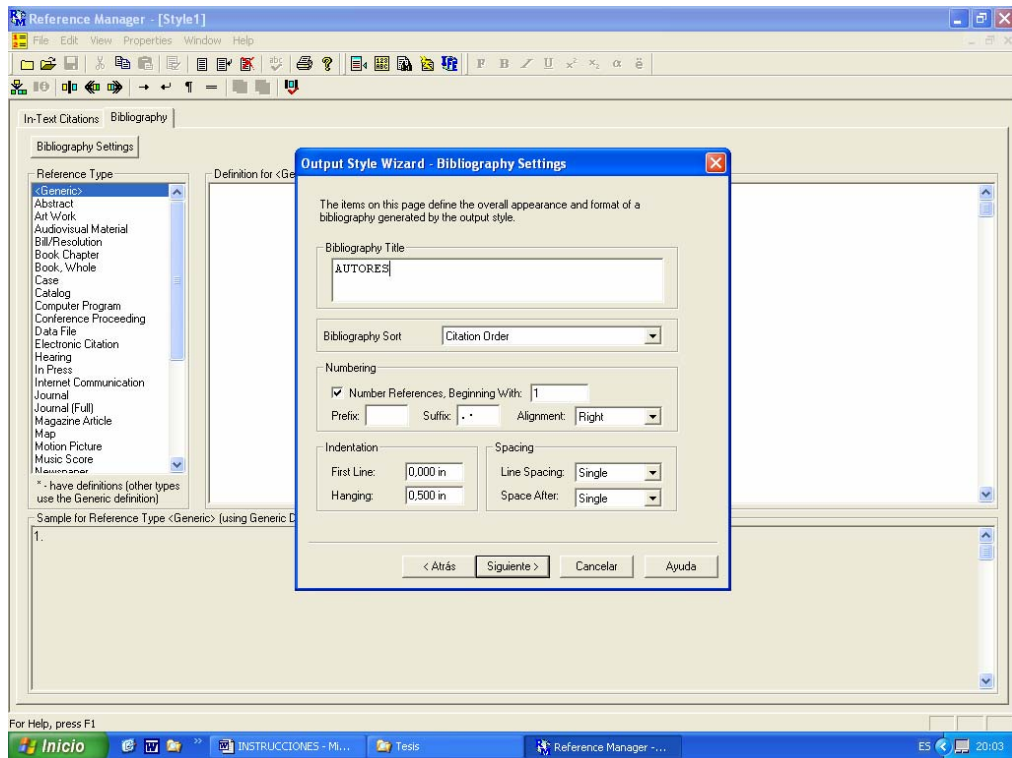 Reference Manager - [Style1]
File Edit View Properties Window Help
F B Z U x² x₂ α ë
In-Text Citations Bibliography
Bibliography Settings
Reference Type
<Generic>
Abstract
Art Work
Audiovisual Material
Bill/Resolution
Book Chapter
Book, Whole
Case
Catalog
Computer Program
Conference Proceeding
Data File
Electronic Citation
Hearing
In Press
Internet Communication
Journal
Journal (Full)
Magazine Article
Map
Motion Picture
Music Score
Newspaper
* - have definitions (other types
use the Generic definition)
Definition for <Ge
Output Style Wizard - Bibliography Settings
The items on this page define the overall appearance and format of a
bibliography generated by the output style.
Bibliography Title
AUTORES
Bibliography Sort Citation Order
Numbering
Number References, Beginning With: 1
Prefix: Suffix: . · Alignment: Right
Indentation
First Line: 0,000 in
Hanging: 0,500 in
Spacing
Line Spacing: Single
Space After: Single
< Atrás Siguiente > Cancelar Ayuda
Sample for Reference Type <Generic> (using Generic D
1.
For Help, press F1
Inicio » INSTRUCCIONES - Mi... Tesis Reference Manager -... ES 20:03